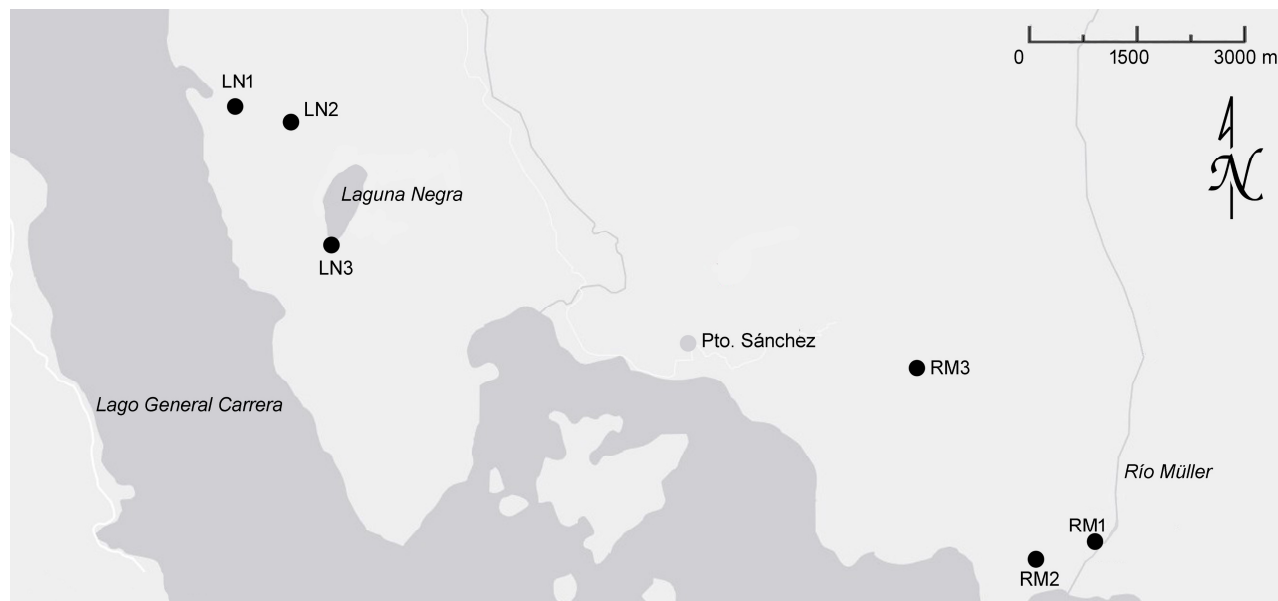 0 1500 3000 m
LN1
LN2
N
Laguna Negra
LN3
Pto. Sánchez
RM3
Lago General Carrera
Río Müller
RM1
RM2